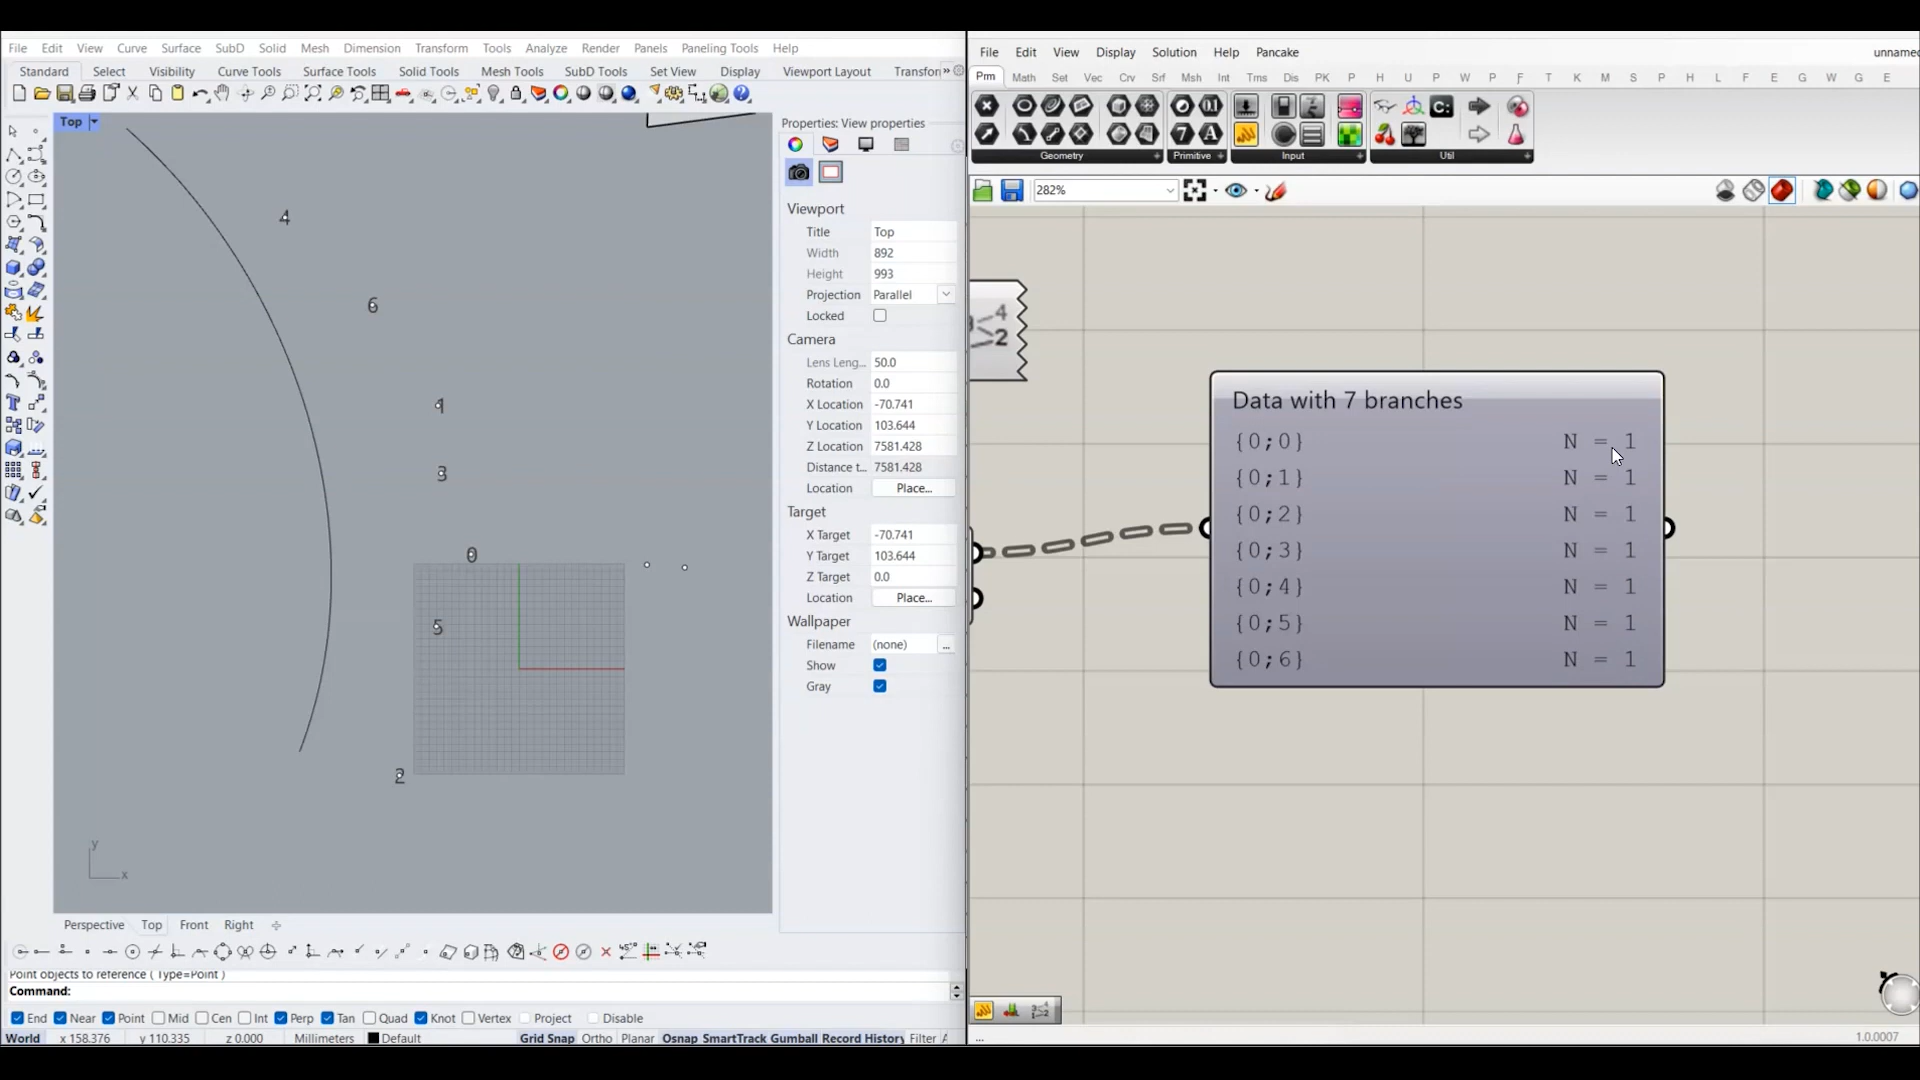 File Edit View Curve Surface SubD Solid Mesh Dimension Transform Tools Analyze Render Panels Paneling Tools Help
Standard Select Visibility Curve Tools Surface Tools Solid Tools Mesh Tools SubD Tools Set View Display Viewport Layout Transfor »
Top
4
6
1
3
0
5
2
y
x
Perspective Top Front Right
Properties: View properties
Viewport
Title Top
Width 892
Height 993
Projection Parallel
Locked
Camera
Lens Leng... 50.0
Rotation 0.0
X Location -70.741
Y Location 103.644
Z Location 7581.428
Distance t... 7581.428
Location Place...
Target
X Target -70.741
Y Target 103.644
Z Target 0.0
Location Place...
Wallpaper
Filename (none) ...
Show
Gray
Point objects to reference ( Type=Point )
Command:
End Near Point Mid Cen Int Perp Tan Quad Knot Vertex Project Disable
World x 158.376 y 110.335 z 0.000 Millimeters Default Grid Snap Ortho Planar Osnap SmartTrack Gumball Record History Filter
File Edit View Display Solution Help Pancake unnamed
Prm Math Set Vec Crv Srf Msh Int Tms Dis PK P H U P W P F T K M S P R L F T E G W G E
Geometry Primitive Input Util
282%
4
2
Data with 7 branches
{0;0} N = 1
{0;1} N = 1
{0;2} N = 1
{0;3} N = 1
{0;4} N = 1
{0;5} N = 1
{0;6} N = 1
...
1.0.0007